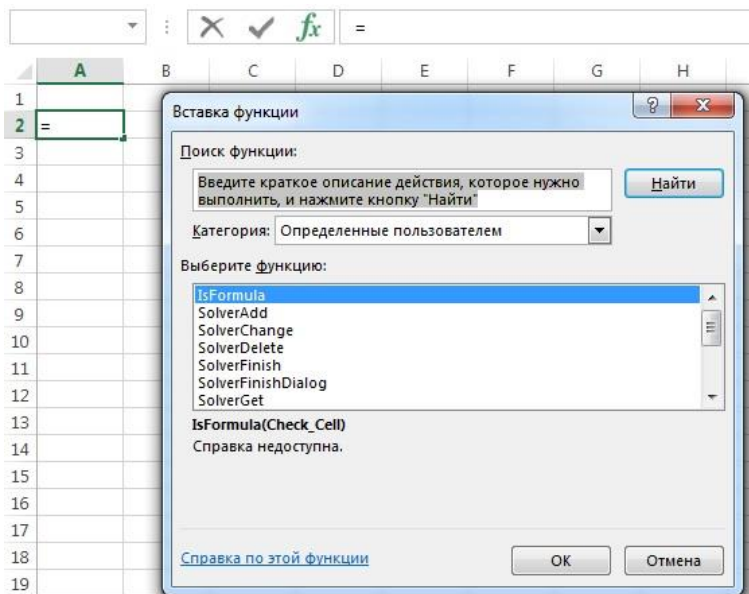 fx =
A B C D E F G H
1
2 =
3
4
5
6
7
8
9
10
11
12
13
14
15
16
17
18
19
Вставка функции
Поиск функции:
Введите краткое описание действия, которое нужно
выполнить, и нажмите кнопку "Найти"
Найти
Категория: Определенные пользователем
Выберите функцию:
IsFormula
SolverAdd
SolverChange
SolverDelete
SolverFinish
SolverFinishDialog
SolverGet
IsFormula(Check_Cell)
Справка недоступна.
Справка по этой функции
OK Отмена